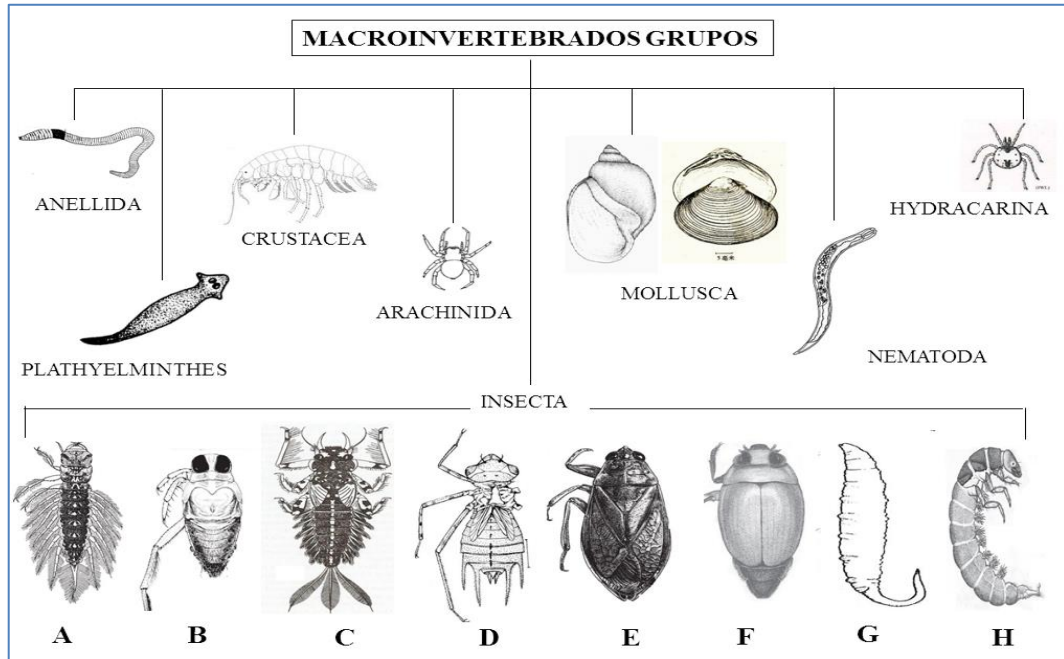 MACROINVERTEBRADOS GRUPOS
ANELLIDA
CRUSTACEA
ARACHINIDA
MOLLUSCA
HYDRACARINA
PLATHYELMINTHES
NEMATODA
INSECTA
A B C D E F G H